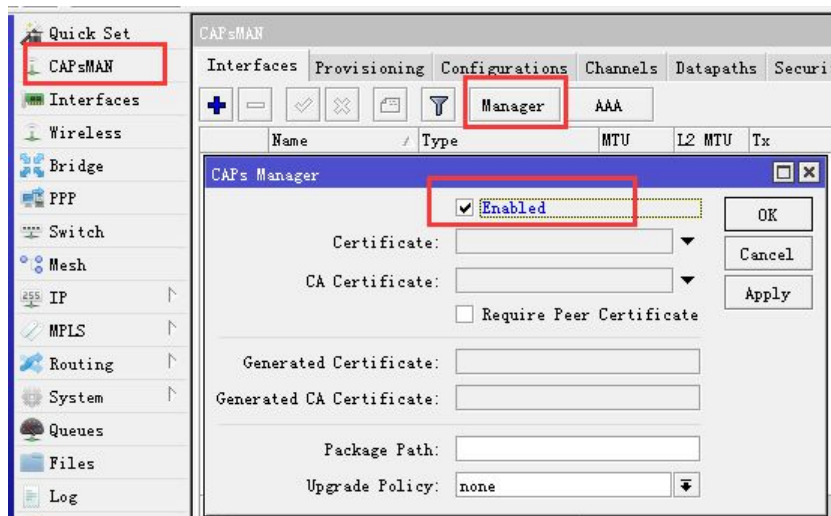 Quick Set
CAPsMAN
Interfaces
Wireless
Bridge
PPP
Switch
Mesh
255 IP
MPLS
Routing
System
Queues
Files
Log
CAPsMAN
Interfaces Provisioning Configurations Channels Datapaths Securi
Manager AAA
Name Type MTU L2 MTU Tx
CAPs Manager
Enabled
OK
Certificate:
Cancel
CA Certificate:
Apply
Require Peer Certificate
Generated Certificate:
Generated CA Certificate:
Package Path:
Upgrade Policy: none